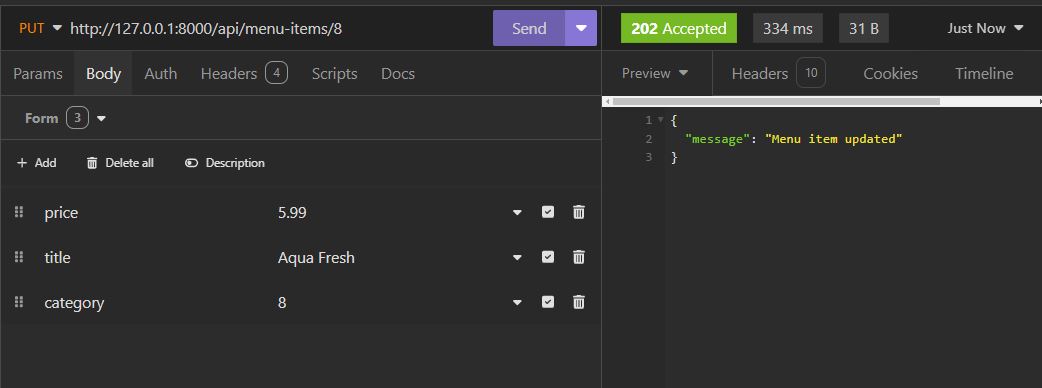 PUT http://127.0.0.1:8000/api/menu-items/8 Send
Params Body Auth Headers 4 Scripts Docs
Form 3
+ Add Delete all Description
price 5.99
title Aqua Fresh
category 8
202 Accepted 334 ms 31 B Just Now
Preview Headers 10 Cookies Timeline
1 {
2 "message": "Menu item updated"
3 }